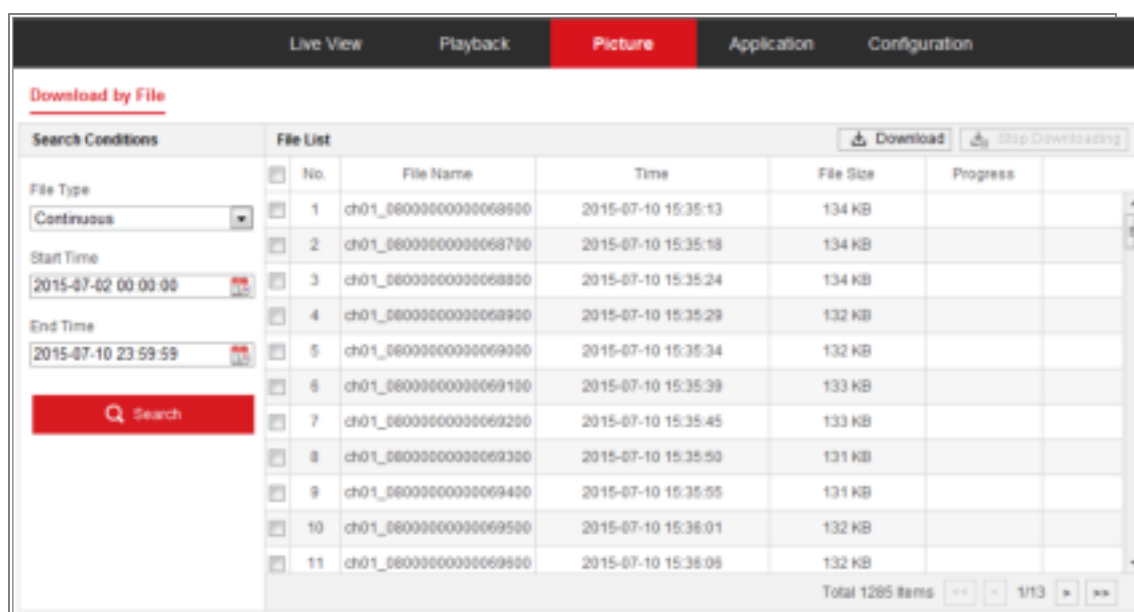 Live View Playback Picture Application Configuration
Download by File
Search Conditions
File Type
Continuous
Start Time
2015-07-02 00:00:00
End Time
2015-07-10 23:59:59
Search
File List Download Stop Downloading
No. File Name Time File Size Progress
1 ch01_08000000000068600 2015-07-10 15:35:13 134 KB
2 ch01_08000000000068700 2015-07-10 15:35:18 134 KB
3 ch01_08000000000068800 2015-07-10 15:35:24 134 KB
4 ch01_08000000000068900 2015-07-10 15:35:29 132 KB
5 ch01_08000000000069000 2015-07-10 15:35:34 132 KB
6 ch01_08000000000069100 2015-07-10 15:35:39 133 KB
7 ch01_08000000000069200 2015-07-10 15:35:45 133 KB
8 ch01_08000000000069300 2015-07-10 15:35:50 131 KB
9 ch01_08000000000069400 2015-07-10 15:35:55 131 KB
10 ch01_08000000000069500 2015-07-10 15:36:01 132 KB
11 ch01_08000000000069600 2015-07-10 15:36:06 132 KB
Total 1285 Items << < 1/13 > >>